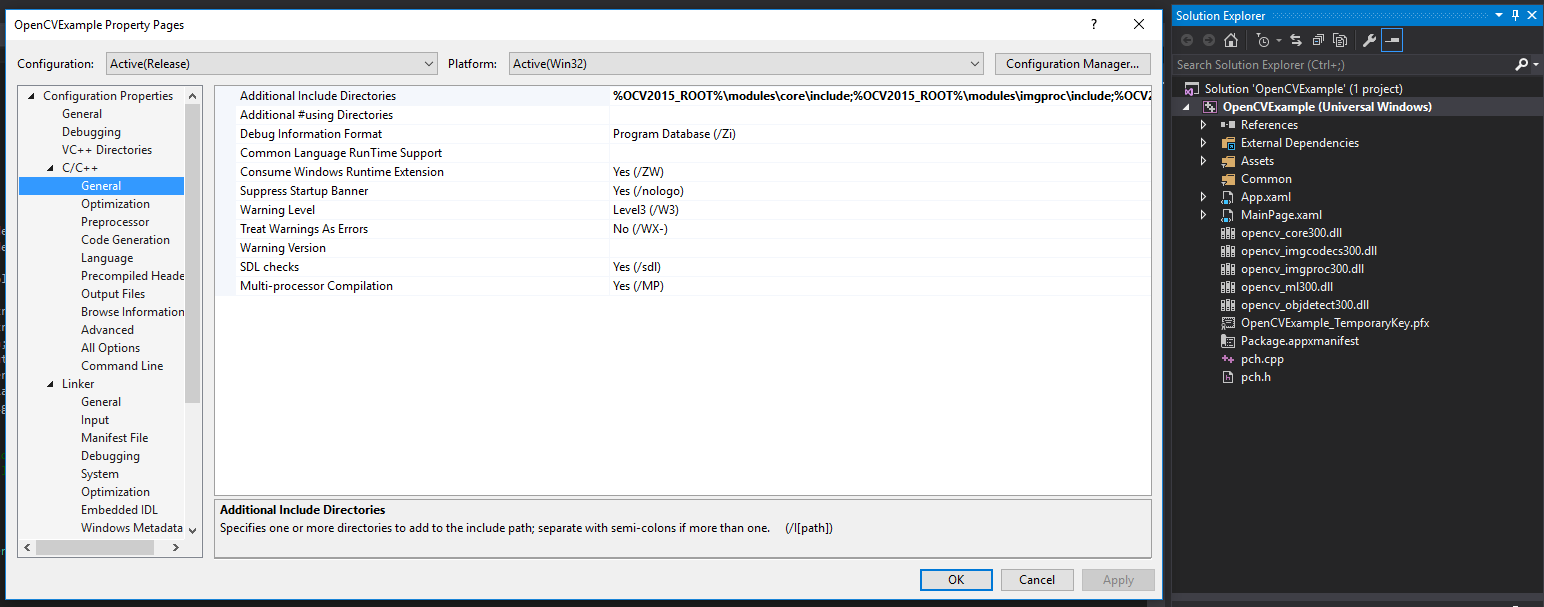 OpenCVExample Property Pages
?
Configuration:
Active(Release)
Platform:
Active(Win32)
Configuration Manager...
Configuration Properties
General
Debugging
VC++ Directories
C/C++
General
Optimization
Preprocessor
Code Generation
Language
Precompiled Heade
Output Files
Browse Information
Advanced
All Options
Command Line
Linker
General
Input
Manifest File
Debugging
System
Optimization
Embedded IDL
Windows Metadata
Additional Include Directories %OCV2015_ROOT%\modules\core\include;%OCV2015_ROOT%\modules\imgproc\include;%OCV2
Additional #using Directories
Debug Information Format Program Database (/Zi)
Common Language RunTime Support
Consume Windows Runtime Extension Yes (/ZW)
Suppress Startup Banner Yes (/nologo)
Warning Level Level3 (/W3)
Treat Warnings As Errors No (/WX-)
Warning Version
SDL checks Yes (/sdl)
Multi-processor Compilation Yes (/MP)
Additional Include Directories
Specifies one or more directories to add to the include path; separate with semi-colons if more than one. (/I[path])
OK
Cancel
Apply
Solution Explorer
Search Solution Explorer (Ctrl+;)
Solution 'OpenCVExample' (1 project)
OpenCVExample (Universal Windows)
References
External Dependencies
Assets
Common
App.xaml
MainPage.xaml
opencv_core300.dll
opencv_imgcodecs300.dll
opencv_imgproc300.dll
opencv_ml300.dll
opencv_objdetect300.dll
OpenCVExample_TemporaryKey.pfx
Package.appxmanifest
pch.cpp
pch.h